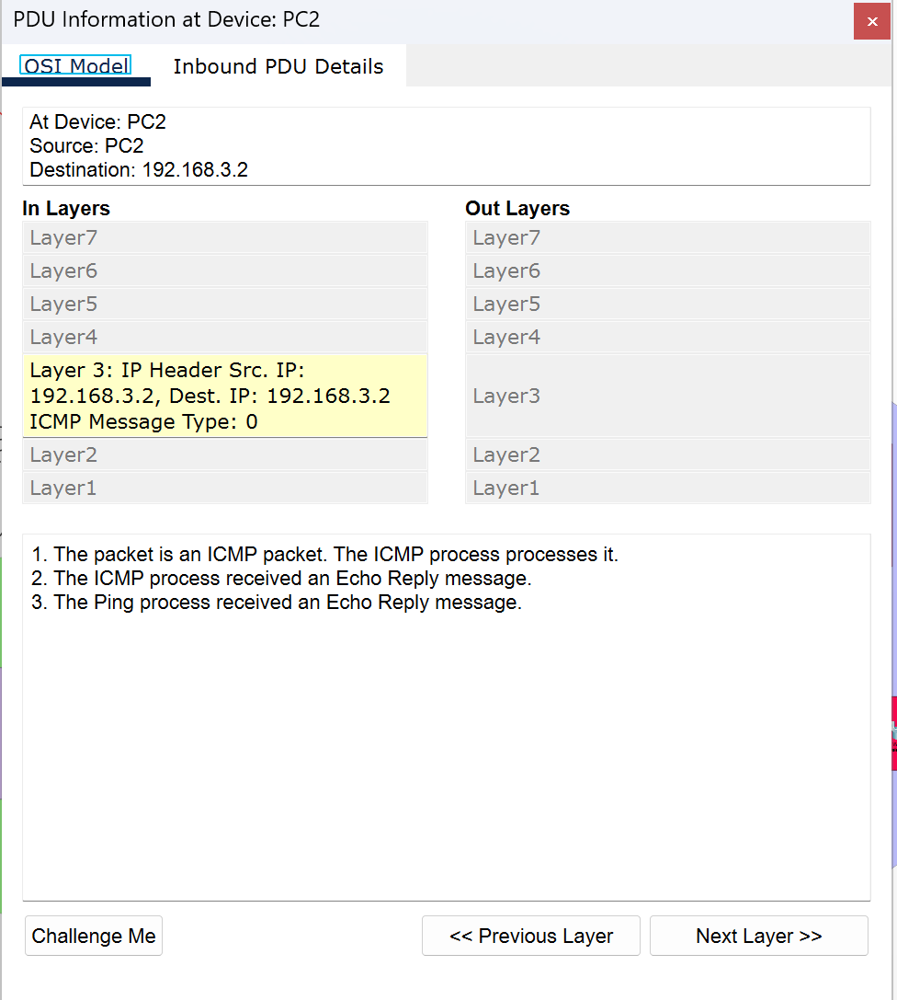 PDU Information at Device: PC2
OSI Model
Inbound PDU Details
At Device: PC2
Source: PC2
Destination: 192.168.3.2
In Layers
Layer7
Layer6
Layer5
Layer4
Layer 3: IP Header Src. IP:
192.168.3.2, Dest. IP: 192.168.3.2
ICMP Message Type: 0
Layer2
Layer1
Out Layers
Layer7
Layer6
Layer5
Layer4
Layer3
Layer2
Layer1
1. The packet is an ICMP packet. The ICMP process processes it.
2. The ICMP process received an Echo Reply message.
3. The Ping process received an Echo Reply message.
Challenge Me
<< Previous Layer
Next Layer >>